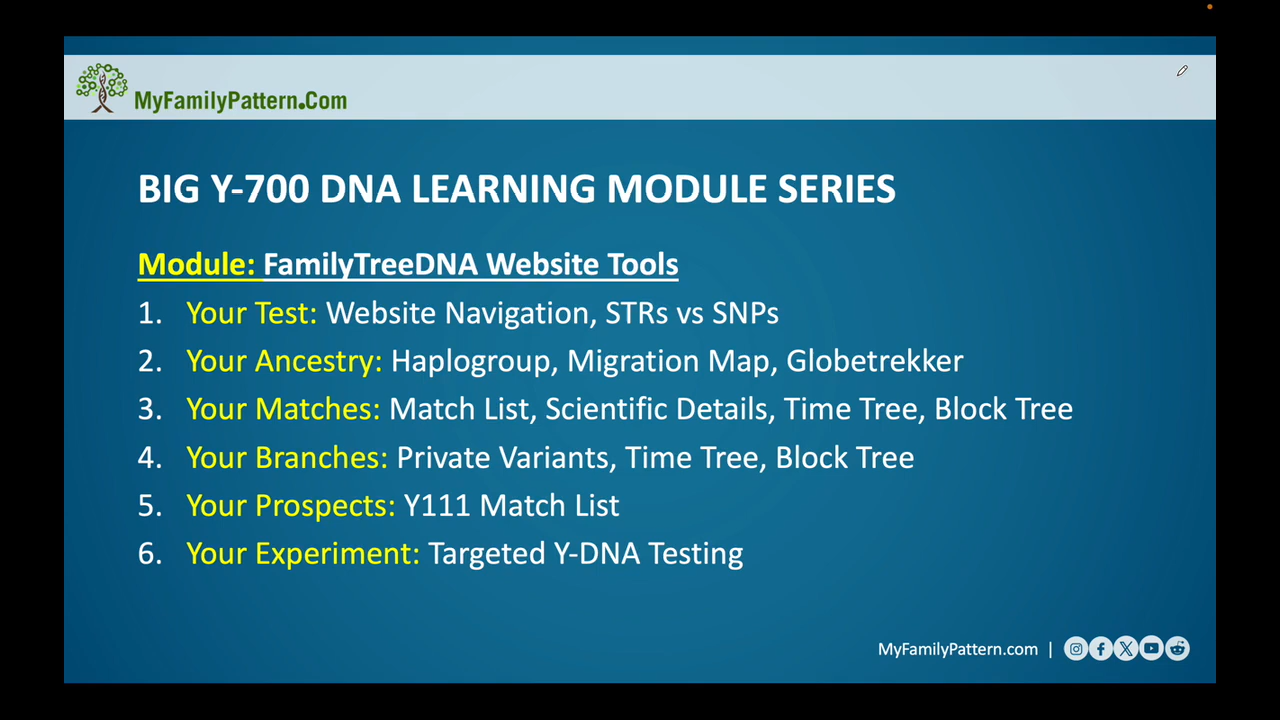 MyFamilyPattern.Com
BIG Y-700 DNA LEARNING MODULE SERIES
Module: FamilyTreeDNA Website Tools
1. Your Test: Website Navigation, STRs vs SNPs
2. Your Ancestry: Haplogroup, Migration Map, Globetrekker
3. Your Matches: Match List, Scientific Details, Time Tree, Block Tree
4. Your Branches: Private Variants, Time Tree, Block Tree
5. Your Prospects: Y111 Match List
6. Your Experiment: Targeted Y-DNA Testing
MyFamilyPattern.com |